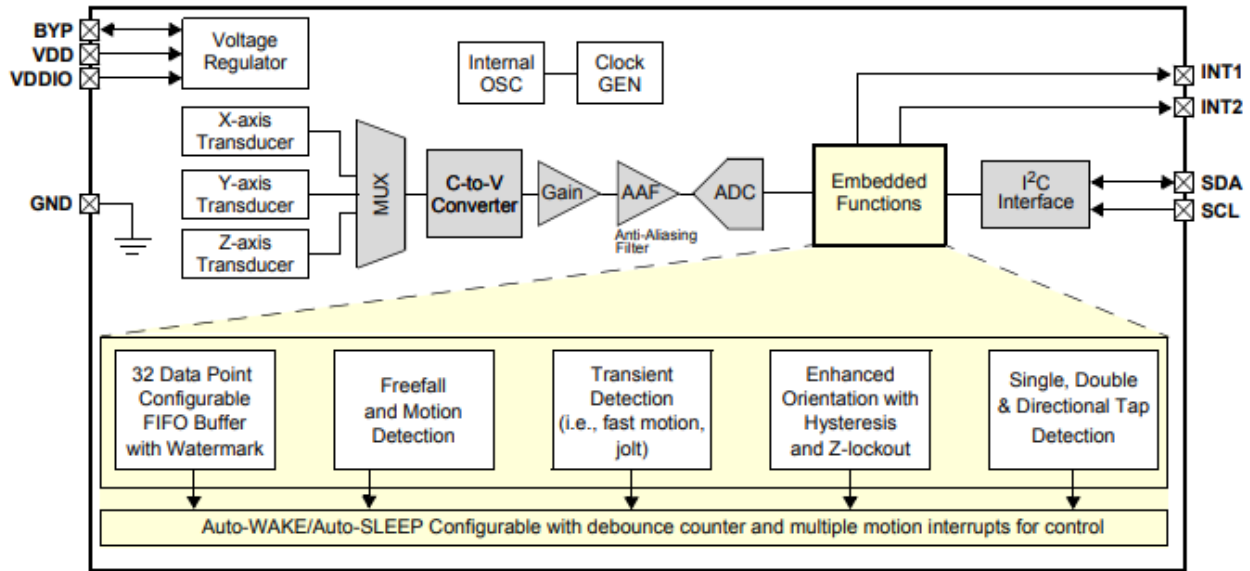 BYP
VDD
VDDIO
GND
Voltage
Regulator
Internal
OSC
Clock
GEN
X-axis
Transducer
Y-axis
Transducer
Z-axis
Transducer
MUX
C-to-V
Converter
Gain
AAF
Anti-Aliasing
Filter
ADC
Embedded
Functions
I²C
Interface
INT1
INT2
SDA
SCL
32 Data Point
Configurable
FIFO Buffer
with Watermark
Freefall
and Motion
Detection
Transient
Detection
(i.e., fast motion,
jolt)
Enhanced
Orientation with
Hysteresis
and Z-lockout
Single, Double
& Directional Tap
Detection
Auto-WAKE/Auto-SLEEP Configurable with debounce counter and multiple motion interrupts for control